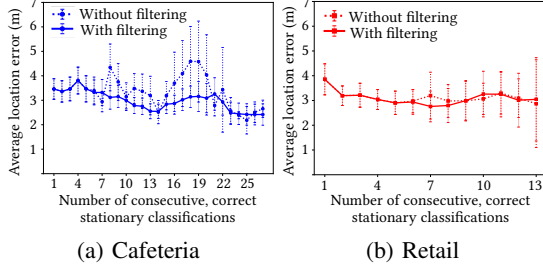 7
6
5
4
3
2
1
Average location error (m)
Without filtering
With filtering
1 4 7 10 13 16 19 22 25
Number of consecutive, correct
stationary classifications
(a) Cafeteria
7
6
5
4
3
2
1
Average location error (m)
Without filtering
With filtering
1 4 7 10 13
Number of consecutive, correct
stationary classifications
(b) Retail